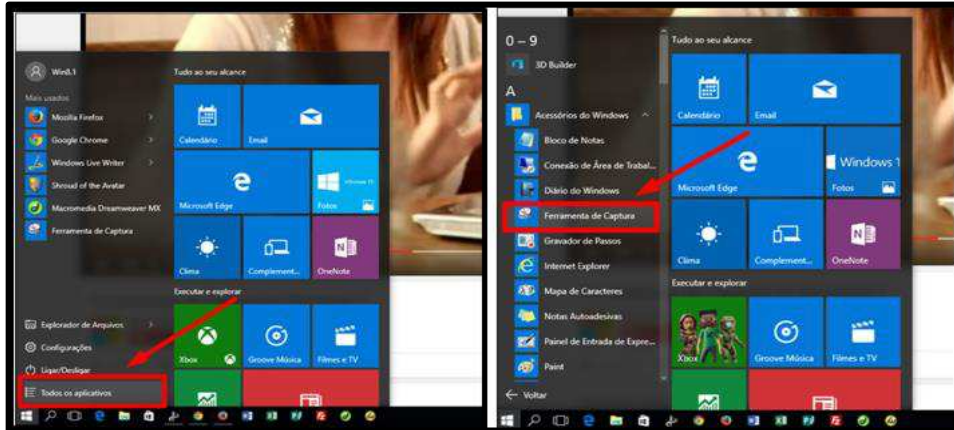 Win8.1
Mais usados
Mozilla Firefox
Google Chrome
Windows Live Writer
Shroud of the Avatar
Macromedia Dreamweaver MX
Ferramenta de Captura
Explorador de Arquivos
Configurações
Ligar/Desligar
Todos os aplicativos
Tudo ao seu alcance
Calendário
Email
Microsoft Edge
Fotos
Clima
Complement...
OneNote
Executar e explorar
Xbox
Groove Música
Filmes e TV
0 – 9
3D Builder
A
Acessórios do Windows
Bloco de Notas
Conexão de Área de Trabal...
Diário do Windows
Ferramenta de Captura
Gravador de Passos
Internet Explorer
Mapa de Caracteres
Notas Autoadesivas
Painel de Entrada de Expre...
Paint
Voltar
Tudo ao seu alcance
Calendário
Email
Microsoft Edge
Windows 1
Fotos
Clima
Complement...
OneNote
Executar e explorar
Xbox
Groove Música
Filmes e TV